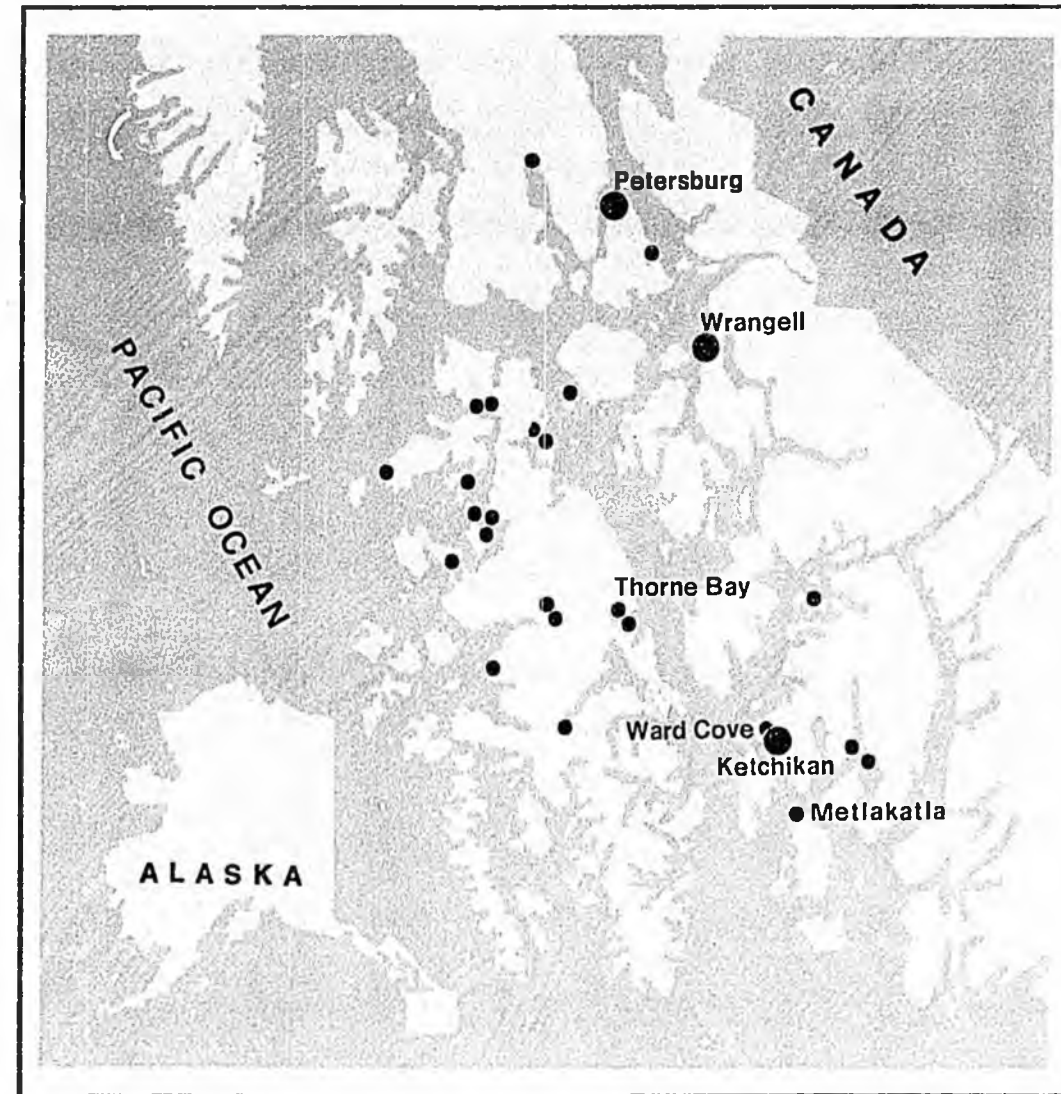 CANADA
Petersburg
Wrangell
PACIFIC OCEAN
Thorne Bay
Ward Cove
Ketchikan
Metlakatla
ALASKA